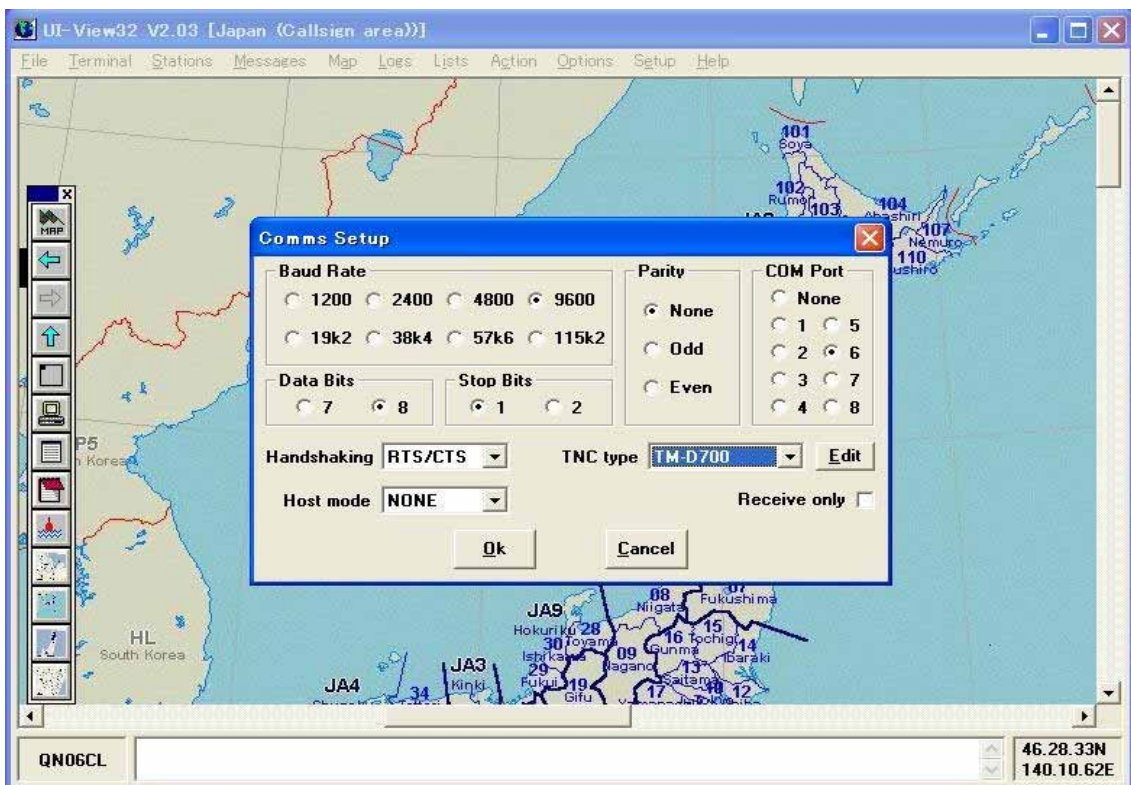 UI-View32 V2.03 [Japan (Callsign area))]
File Terminal Stations Messages Map Logs Lists Action Options Setup Help
MAP
101
Soya
102
Rumoi
103
104
Abashiri
107
Nemuro
110
Comms Setup
Baud Rate
1200 2400 4800 9600
19k2 38k4 57k6 115k2
Parity
None
Odd
Even
COM Port
None
1 5
2 6
3 7
4 8
Data Bits
7 8
Stop Bits
1 2
Handshaking RTS/CTS
TNC type TM-D700 Edit
Host mode NONE
Receive only
Ok Cancel
P5
Korea
HL
South Korea
JA9
Hokuriku
28
Toyama
30
Ishikawa
29
Fukui
19
Gifu
JA3
Kinki
JA4
34
08
Niigata
07
Fukushima
09
Nagano
16
Gunma
15
Tochigi
14
Ibaraki
13
Saitama
17
10
12
QN06CL
46.28.33N
140.10.62E